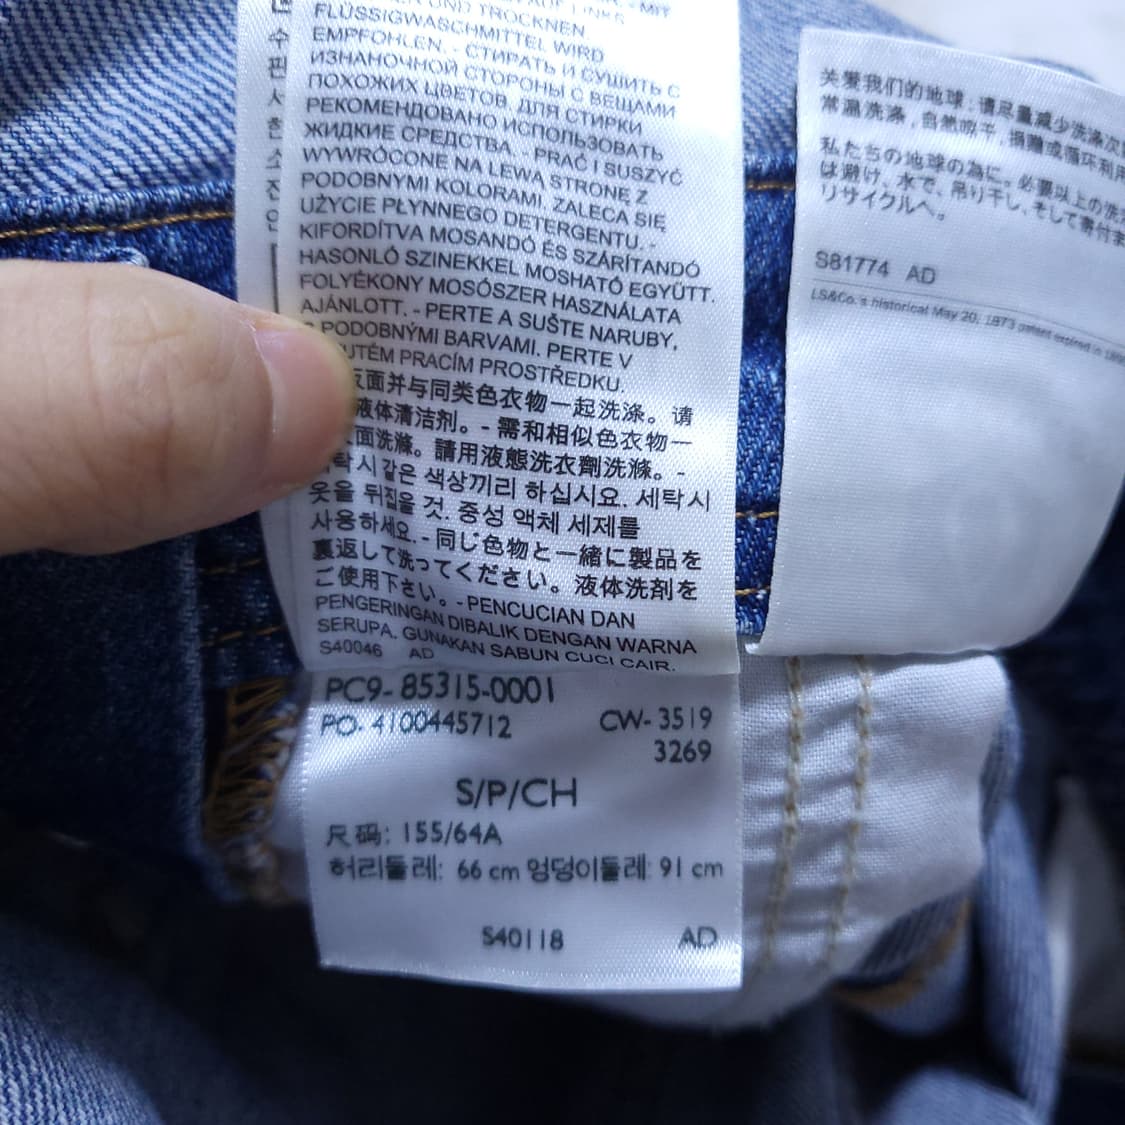 FLÜSSIGWASCHMITTEL WIRD
EMPFOHLEN. - СТИРАТЬ И СУШИТЬ С
ИЗНАНОЧНОЙ СТОРОНЫ С ВЕЩАМИ
ПОХОЖИХ ЦВЕТОВ. ДЛЯ СТИРКИ
РЕКОМЕНДОВАНО ИСПОЛЬЗОВАТЬ
ЖИДКИЕ СРЕДСТВА. - PRAĆ I SUSZYĆ
WYWRÓCONE NA LEWĄ STRONĘ Z
PODOBNYMI KOLORAMI. ZALECA SIĘ
UŻYCIE PŁYNNEGO DETERGENTU. -
KIFORDÍTVA MOSANDÓ ÉS SZÁRÍTANDÓ
HASONLÓ SZINEKKEL MOSHATÓ EGYÜTT.
FOLYÉKONY MOSÓSZER HASZNÁLATA
AJÁNLOTT. - PERTE A SUŠTE NARUBY,
PODOBNÝMI BARVAMI. PERTE V
PRACÍM PROSTŘEDKU.
面并与同类色衣物一起洗涤。请
液体清洁剂。- 需和相似色衣物一
面洗滌。請用液態洗衣劑洗滌。-
시 같은 색상끼리 하십시요. 세탁시
옷을 뒤집을 것. 중성 액체 세제를
사용하세요. - 同じ色物と一緒に製品を
裏返して洗ってください。液体洗剤を
ご使用下さい。- PENCUCIAN DAN
PENGERINGAN DIBALIK DENGAN WARNA
SERUPA. GUNAKAN SABUN CUCI CAIR.
S40046 AD
PC9-85315-0001
PO-4100445712 CW-3519
3269
S/P/CH
尺码: 155/64A
허리둘레: 66 cm 엉덩이둘레: 91 cm
S40118 AD
关爱我们的地球: 请尽量减少洗涤次
常温洗涤, 自然晾干, 捐赠或循环利用
私たちの地球の為に。必要以上の洗
は避け、水で、吊り干し、そして寄付
リサイクルへ。
S81774 AD
LS&Co.'s historical May 20, 1873 patent expired in